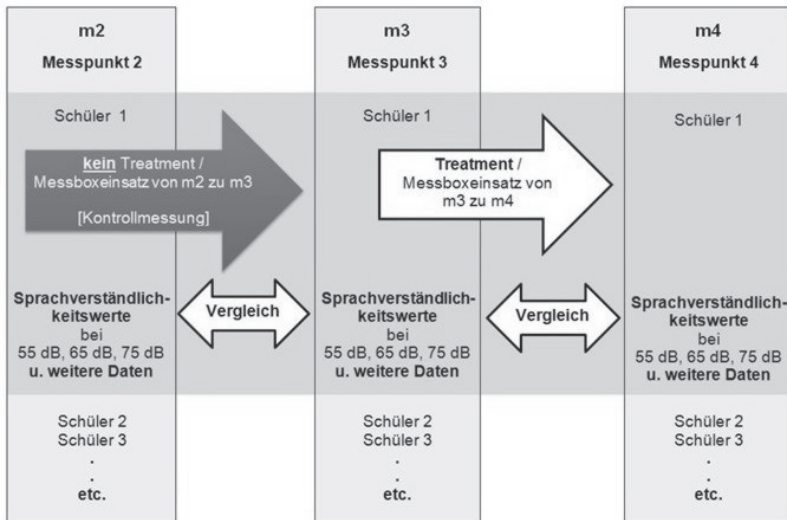 m2
Messpunkt 2
Schüler 1
kein Treatment /
Messboxeinsatz von m2 zu m3
[Kontrollmessung]
Sprachverständlich-
keitswerte
bei
55 dB, 65 dB, 75 dB
u. weitere Daten
Schüler 2
Schüler 3
.
.
etc.
Vergleich
m3
Messpunkt 3
Schüler 1
Treatment /
Messboxeinsatz von
m3 zu m4
Sprachverständlich-
keitswerte
bei
55 dB, 65 dB, 75 dB
u. weitere Daten
Schüler 2
Schüler 3
.
.
etc.
Vergleich
m4
Messpunkt 4
Schüler 1
Sprachverständlich-
keitswerte
bei
55 dB, 65 dB, 75 dB
u. weitere Daten
Schüler 2
Schüler 3
.
.
etc.